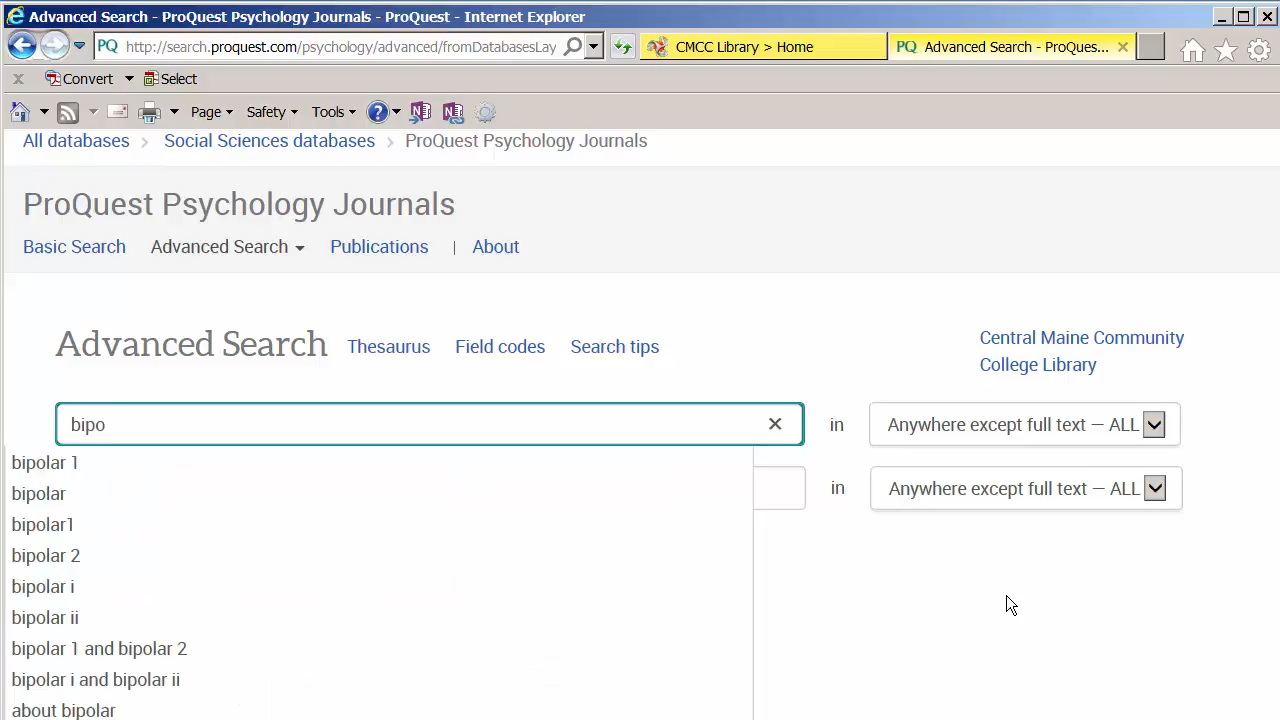 Advanced Search - ProQuest Psychology Journals - ProQuest - Internet Explorer
PQ http://search.proquest.com/psychology/advanced/fromDatabasesLay CMCC Library > Home PQ Advanced Search - ProQues...
Convert Select
Page Safety Tools
All databases Social Sciences databases ProQuest Psychology Journals
ProQuest Psychology Journals
Basic Search Advanced Search Publications | About
Advanced Search Thesaurus Field codes Search tips
Central Maine Community
College Library
bipo in Anywhere except full text — ALL
in Anywhere except full text — ALL
bipolar 1
bipolar
bipolar1
bipolar 2
bipolar i
bipolar ii
bipolar 1 and bipolar 2
bipolar i and bipolar ii
about bipolar